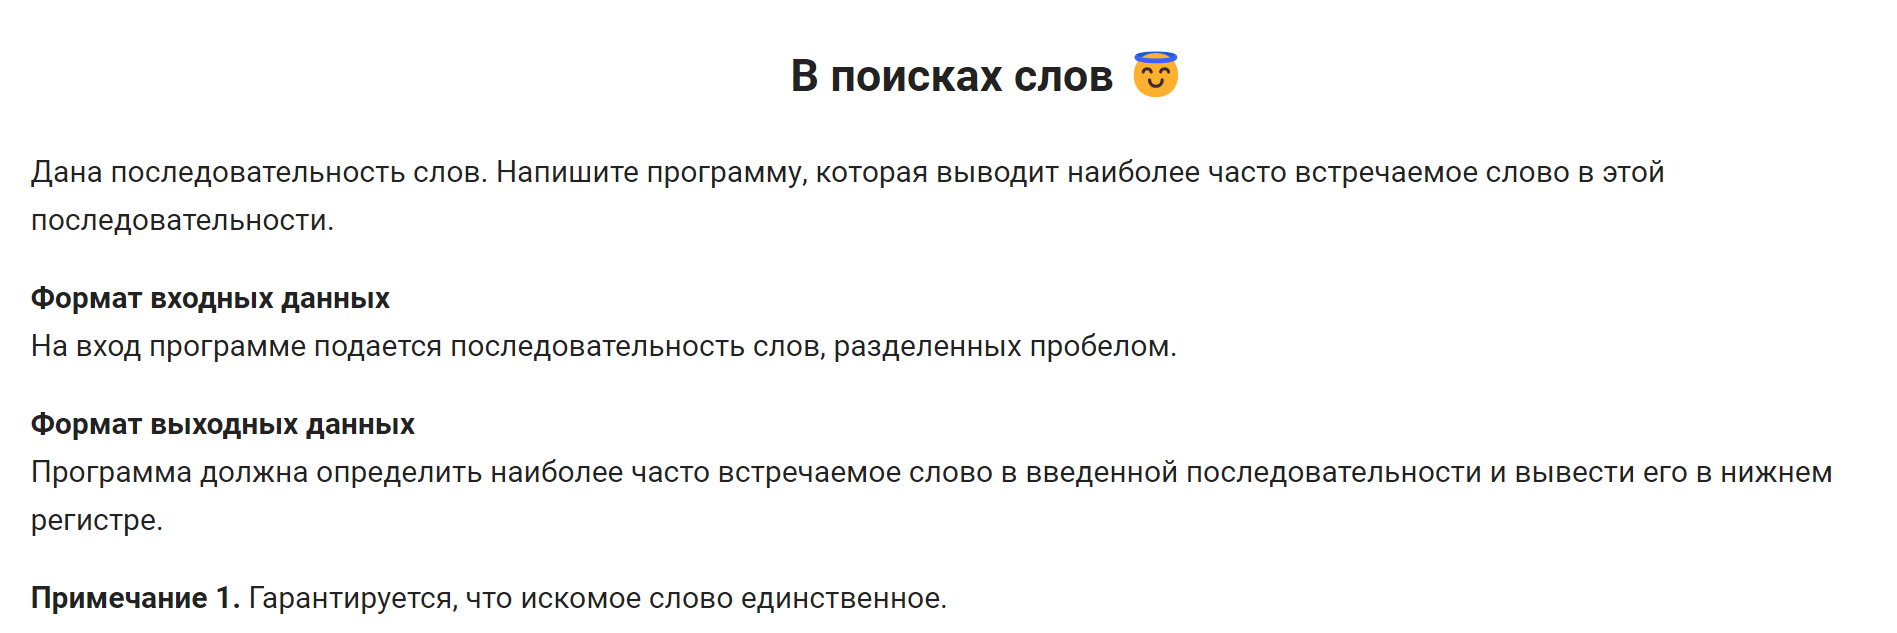 В поисках слов 😇
Дана последовательность слов. Напишите программу, которая выводит наиболее часто встречаемое слово в этой
последовательности.
Формат входных данных
На вход программе подается последовательность слов, разделенных пробелом.
Формат выходных данных
Программа должна определить наиболее часто встречаемое слово в введенной последовательности и вывести его в нижнем
регистре.
Примечание 1. Гарантируется, что искомое слово единственное.